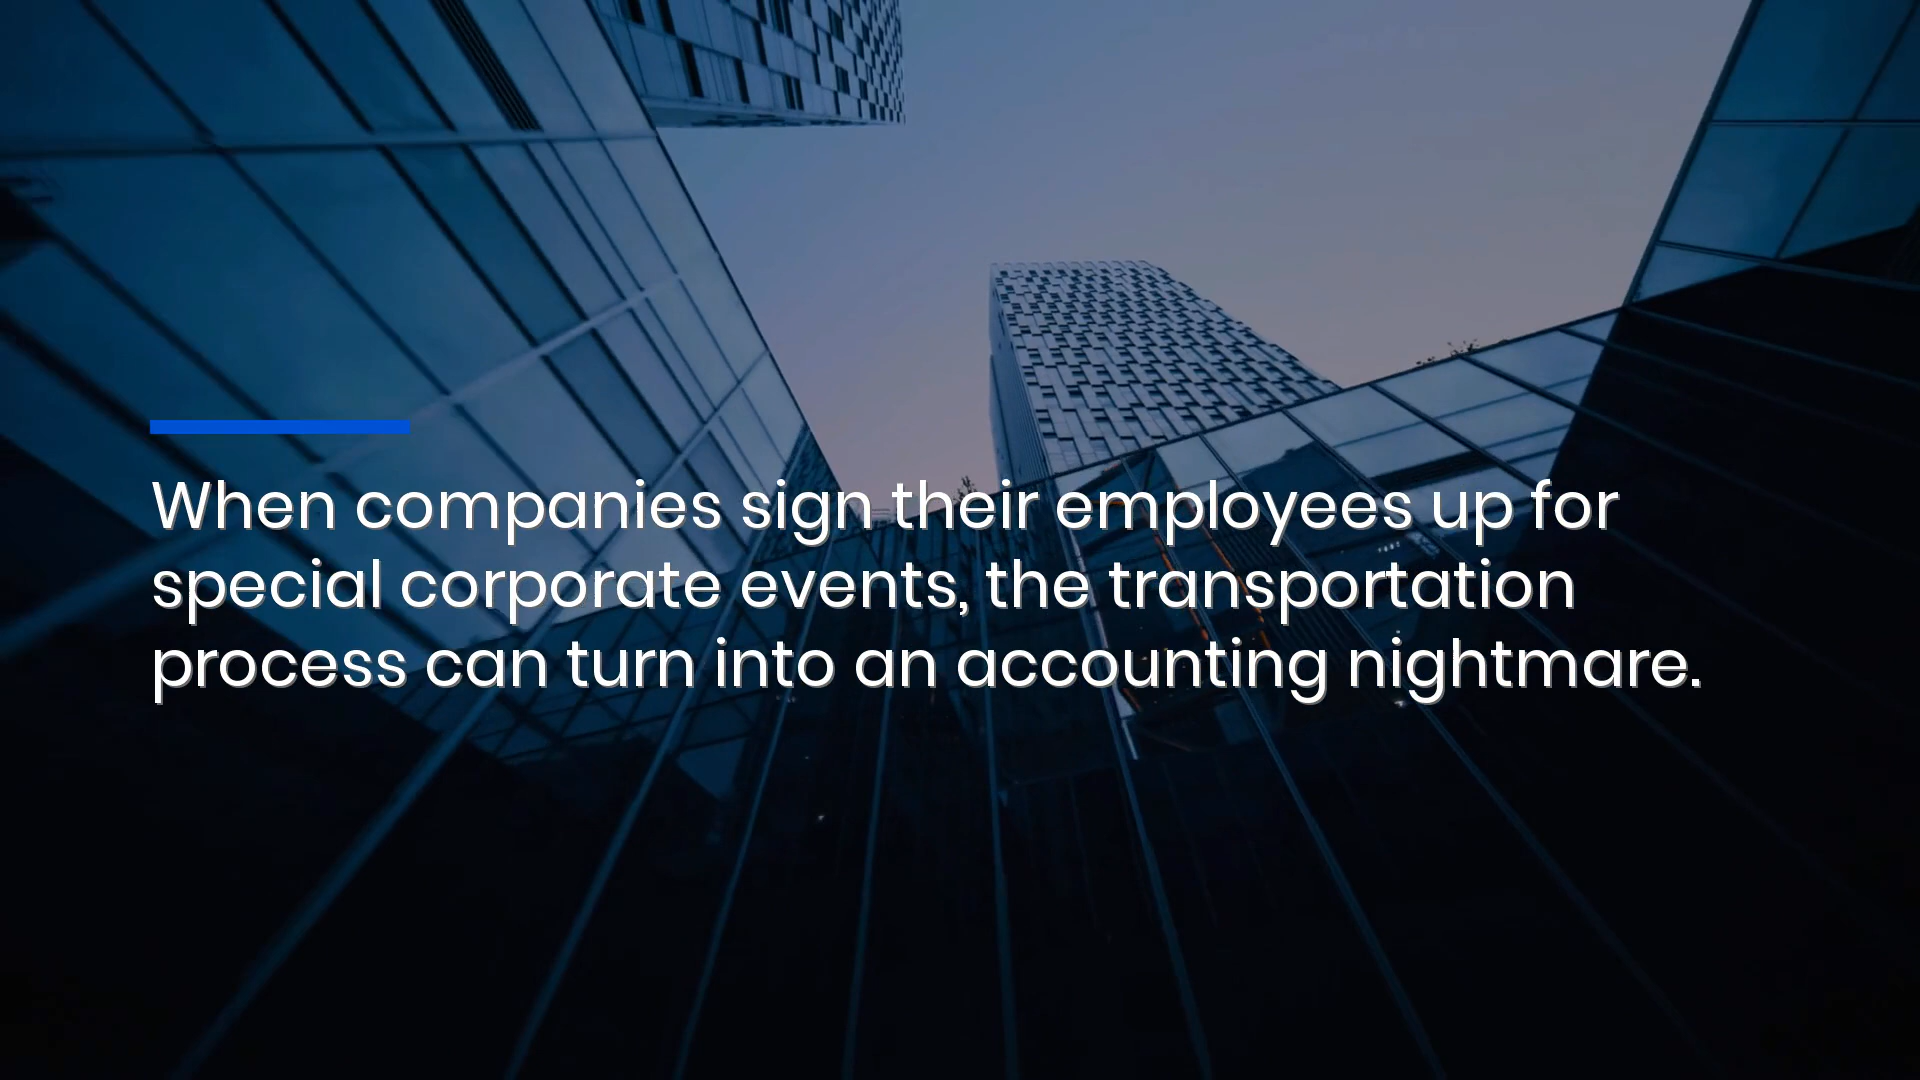 When companies sign their employees up for
special corporate events, the transportation
process can turn into an accounting nightmare.